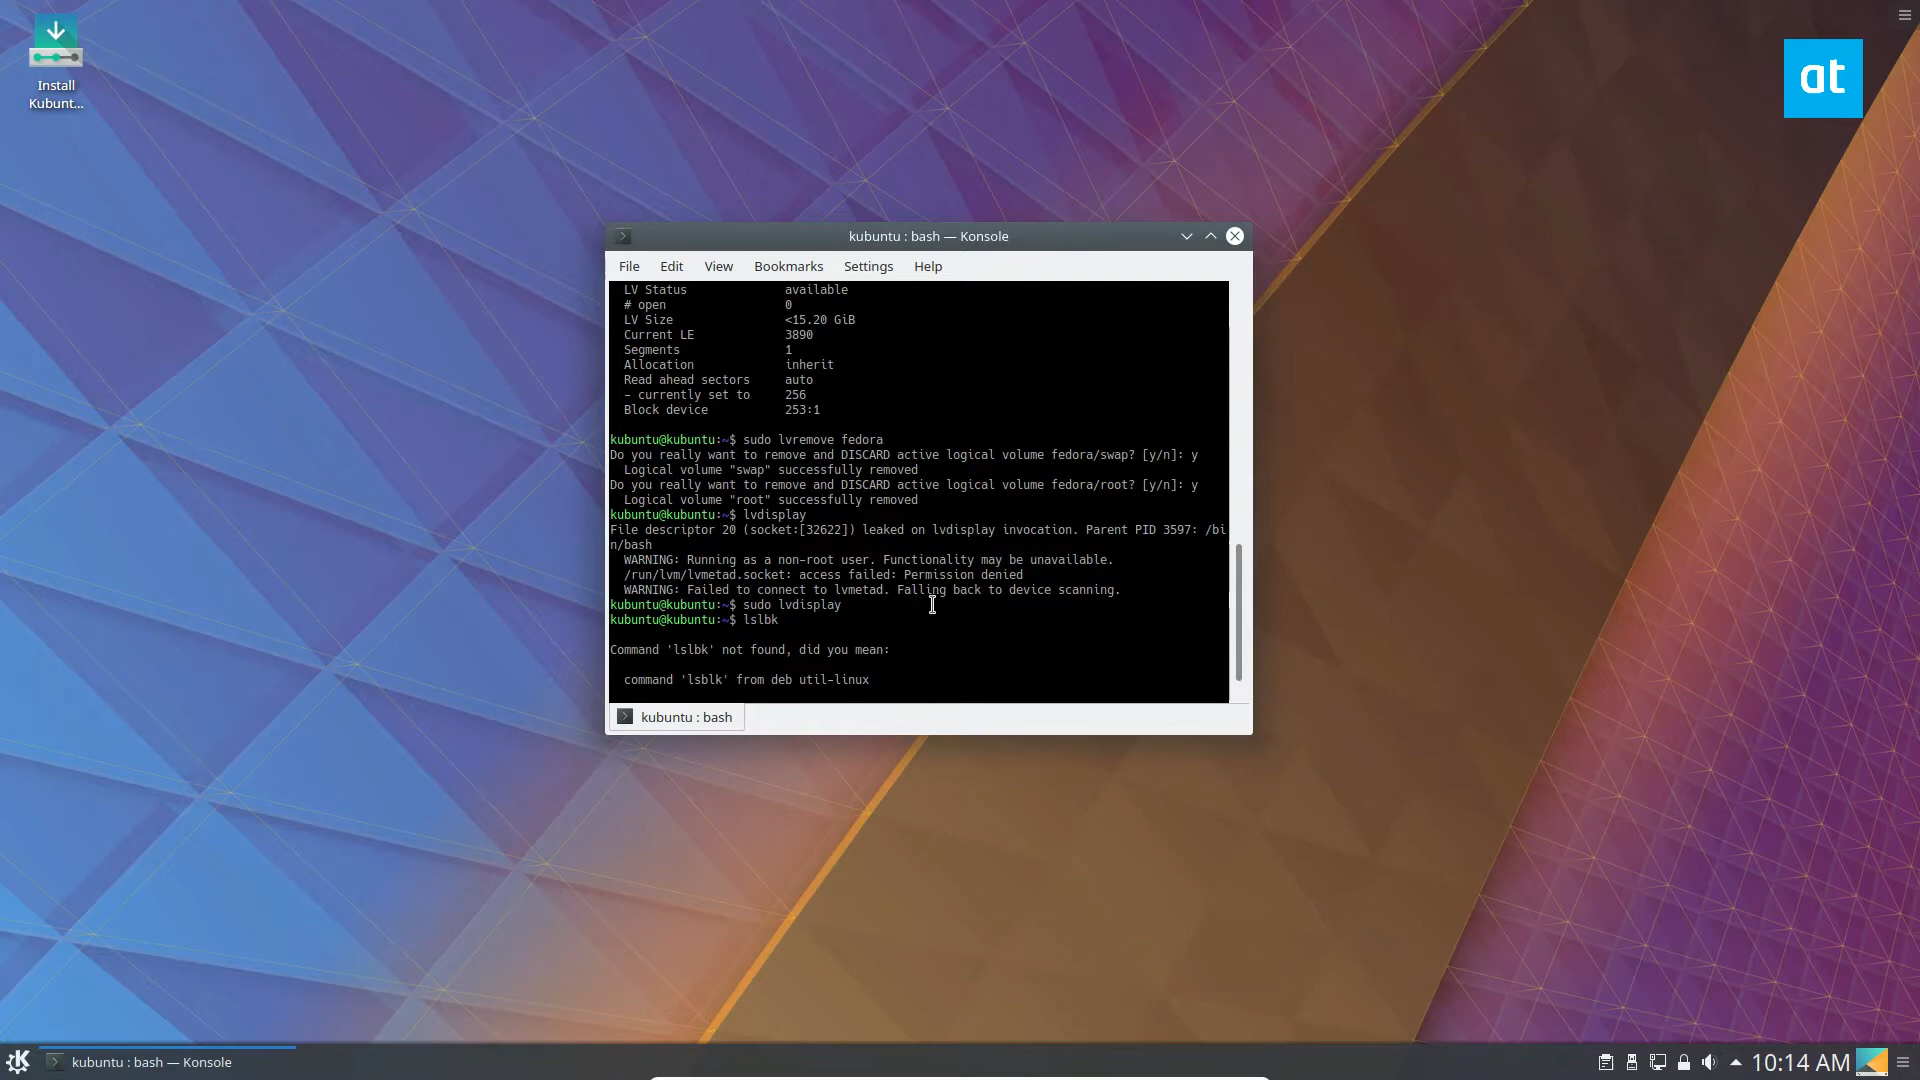 Install
Kubunt...
at
kubuntu : bash — Konsole
File Edit View Bookmarks Settings Help
LV Status available
# open 0
LV Size <15.20 GiB
Current LE 3890
Segments 1
Allocation inherit
Read ahead sectors auto
- currently set to 256
Block device 253:1
kubuntu@kubuntu:~$ sudo lvremove fedora
Do you really want to remove and DISCARD active logical volume fedora/swap? [y/n]: y
Logical volume "swap" successfully removed
Do you really want to remove and DISCARD active logical volume fedora/root? [y/n]: y
Logical volume "root" successfully removed
kubuntu@kubuntu:~$ lvdisplay
File descriptor 20 (socket:[32622]) leaked on lvdisplay invocation. Parent PID 3597: /bi
n/bash
WARNING: Running as a non-root user. Functionality may be unavailable.
/run/lvm/lvmetad.socket: access failed: Permission denied
WARNING: Failed to connect to lvmetad. Falling back to device scanning.
kubuntu@kubuntu:~$ sudo lvdisplay
kubuntu@kubuntu:~$ lslbk
Command 'lslbk' not found, did you mean:
command 'lsblk' from deb util-linux
kubuntu : bash
kubuntu : bash — Konsole
10:14 AM